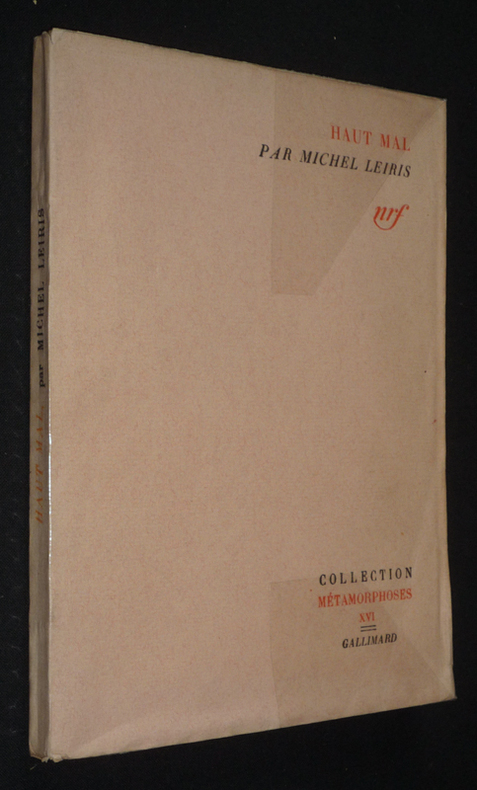 HAUT MAL
PAR MICHEL LEIRIS
nrf
COLLECTION
MÉTAMORPHOSES
XVI
GALLIMARD
HAUT MAL par MICHEL LEIRIS